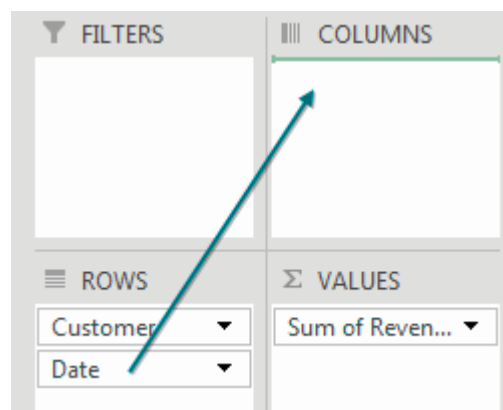 FILTERS
COLUMNS
ROWS
Σ VALUES
Customer
Date
Sum of Reven...